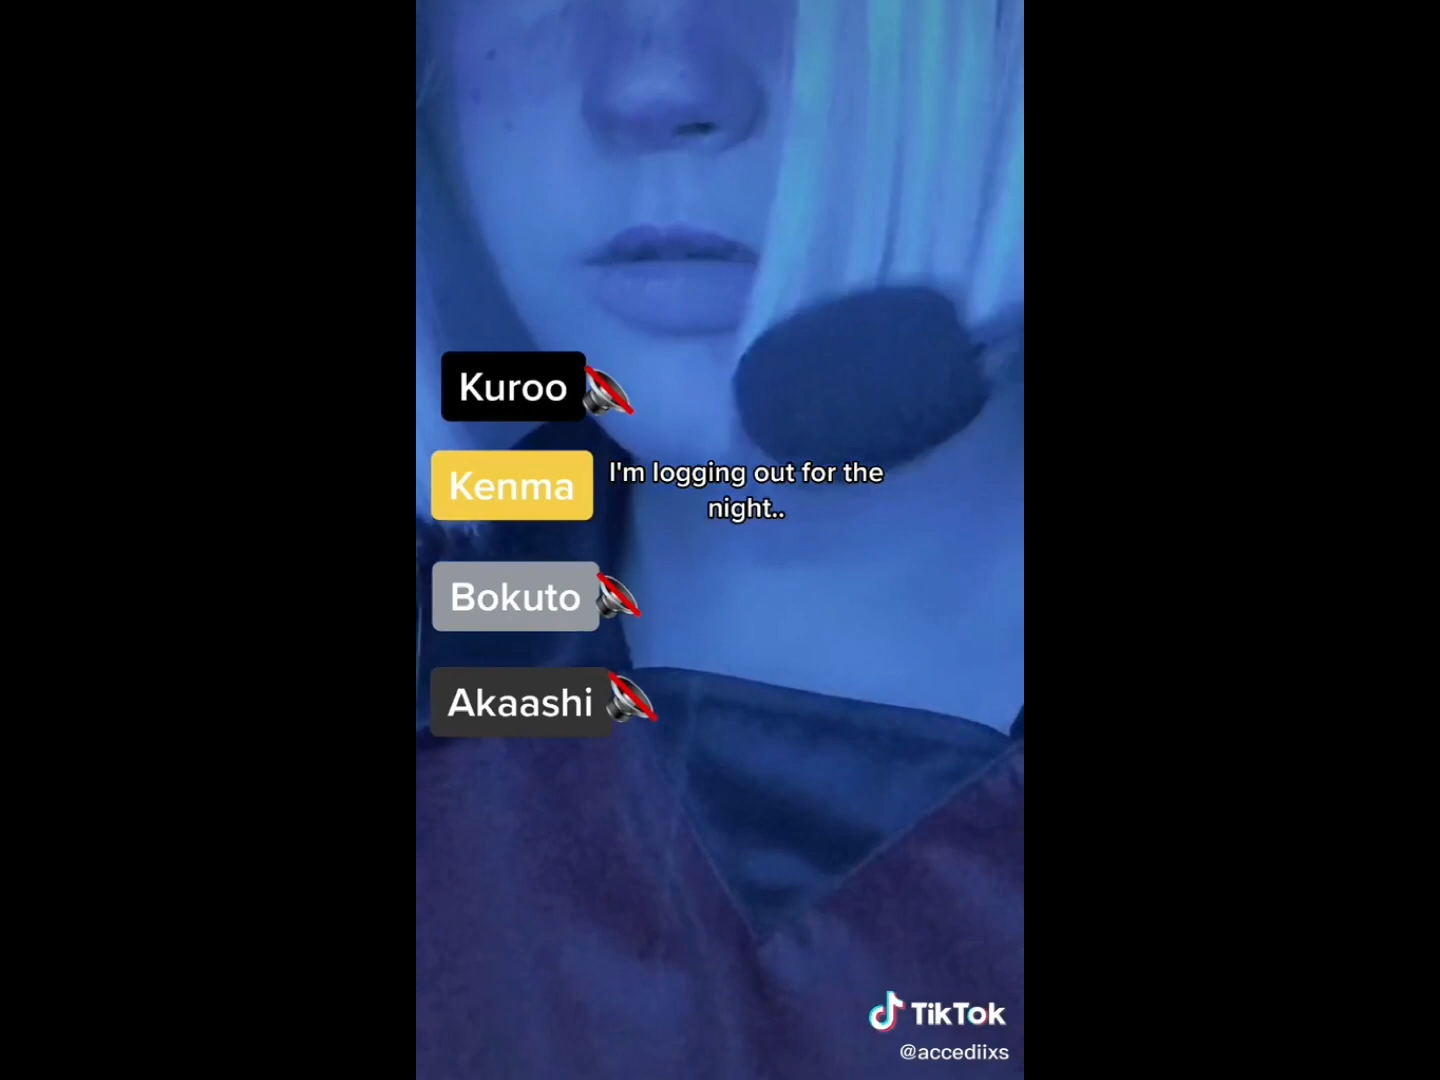 Kuroo
Kenma
I'm logging out for the
night..
Bokuto
Akaashi
TikTok
@accediixs